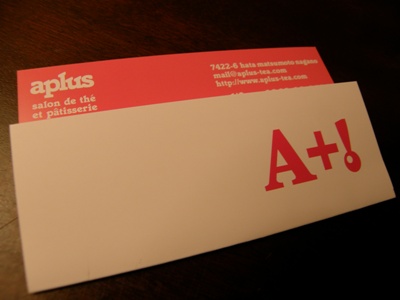 aplus
salon de thè
et pâtisserie
7422-6 hata matsumoto nagano
mail@aplus-tea.com
http://www.aplus-tea.com
A+!